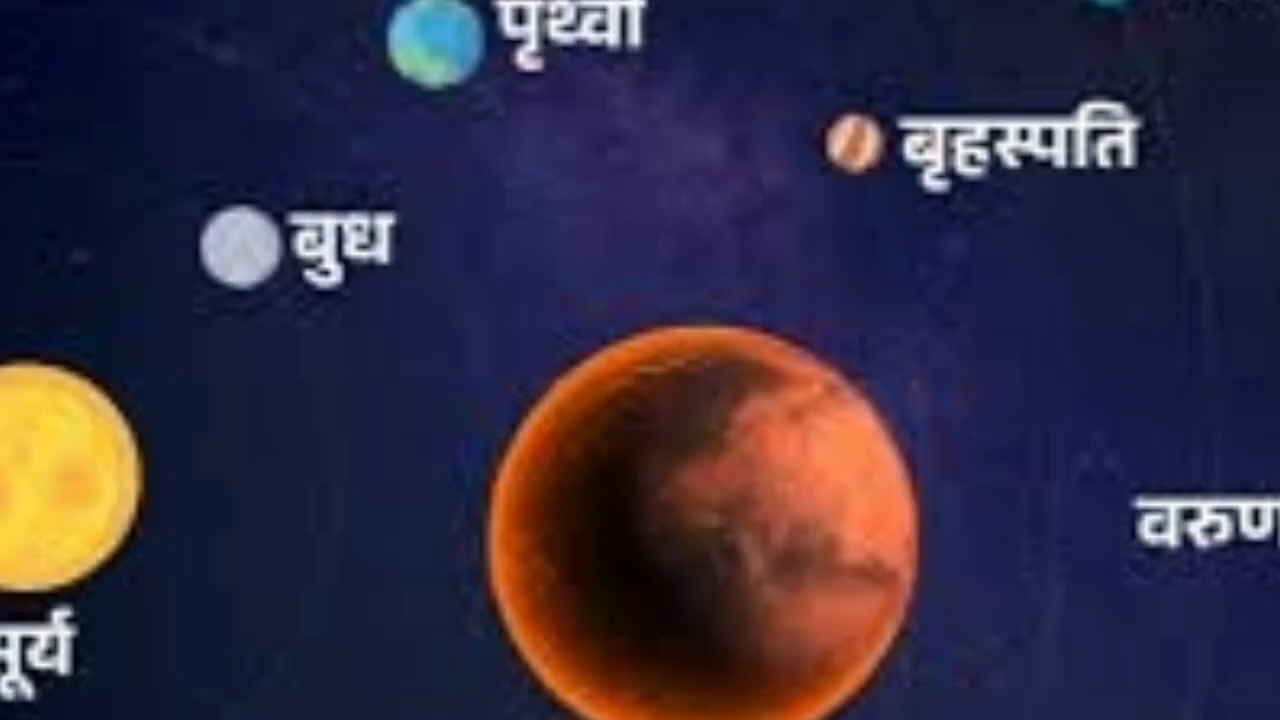 पृथ्वी
बृहस्पति
बुध
वरुण
सूर्य